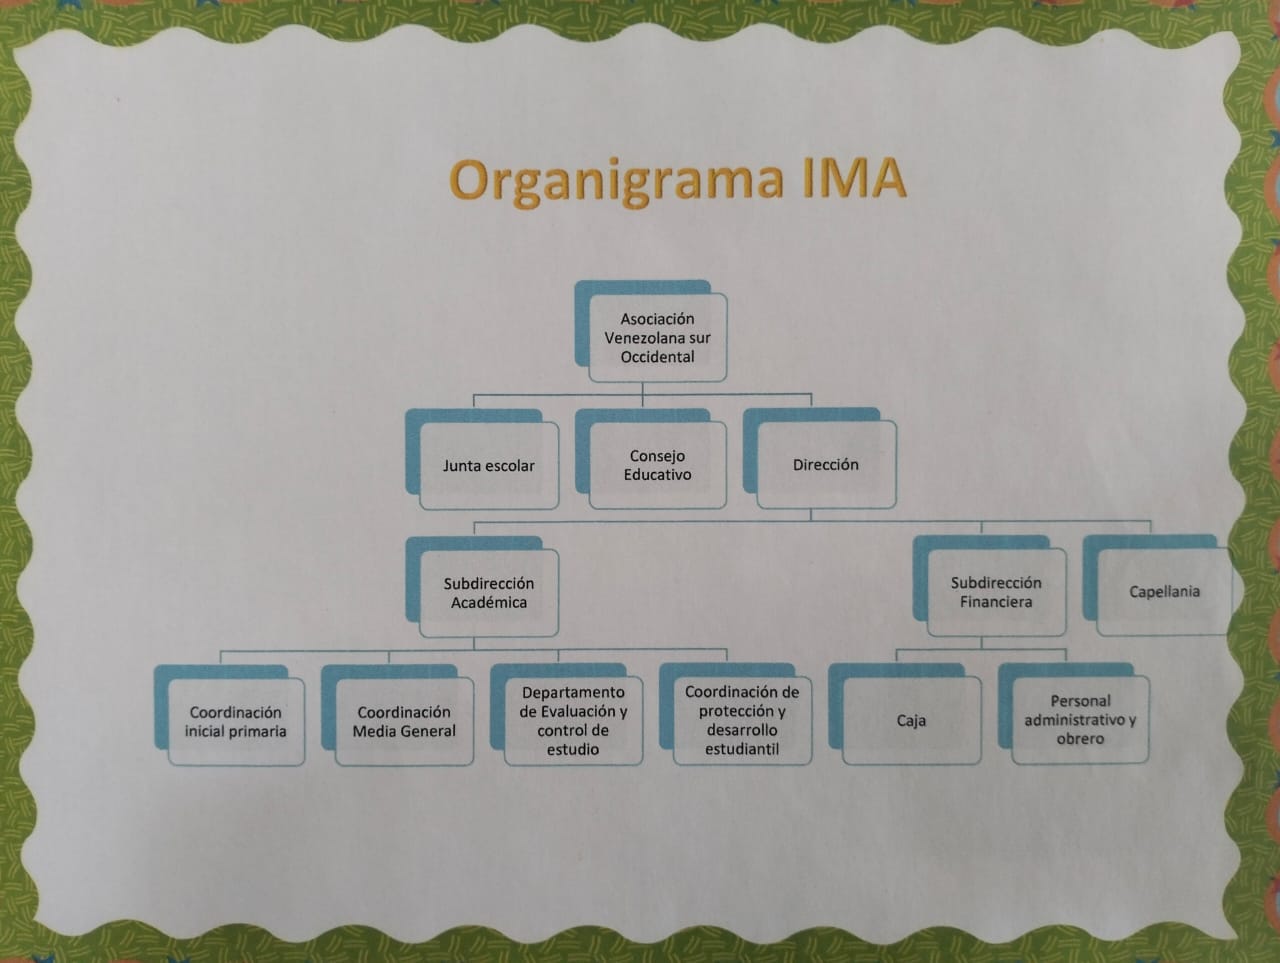 Organigrama IMA
Asociación
Venezolana sur
Occidental
Junta escolar
Consejo
Educativo
Dirección
Subdirección
Académica
Subdirección
Financiera
Capellania
Coordinación
inicial primaria
Coordinación
Media General
Departamento
de Evaluación y
control de
estudio
Coordinación de
protección y
desarrollo
estudiantil
Caja
Personal
administrativo y
obrero